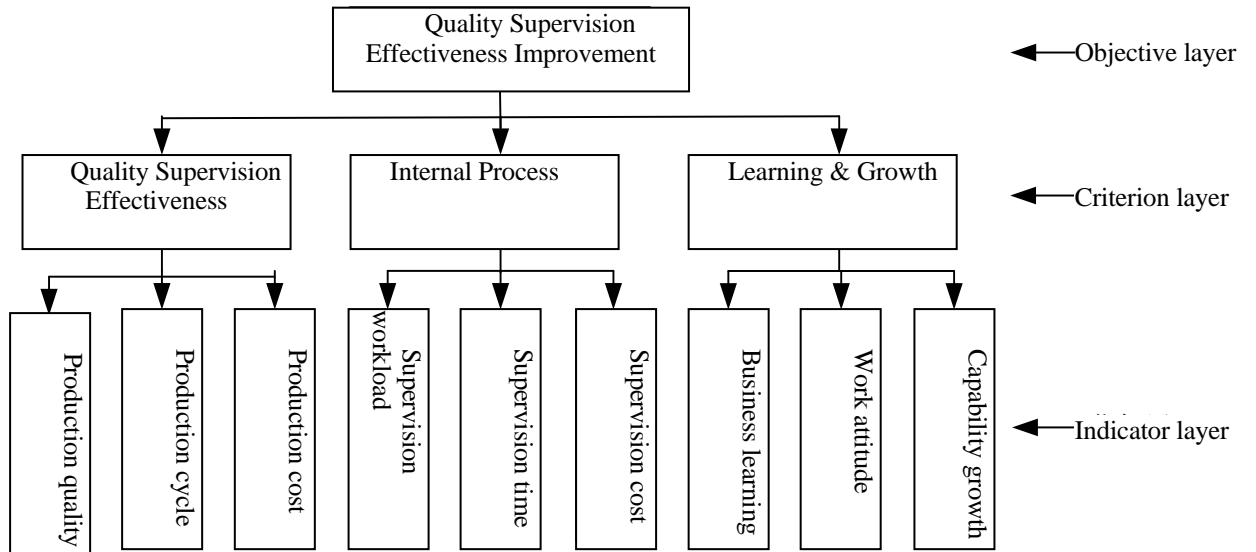 Quality Supervision
Effectiveness Improvement
Objective layer
Quality Supervision
Effectiveness
Internal Process
Learning & Growth
Criterion layer
Production quality
Production cycle
Production cost
Supervision
workload
Supervision time
Supervision cost
Business learning
Work attitude
Capability growth
Indicator layer